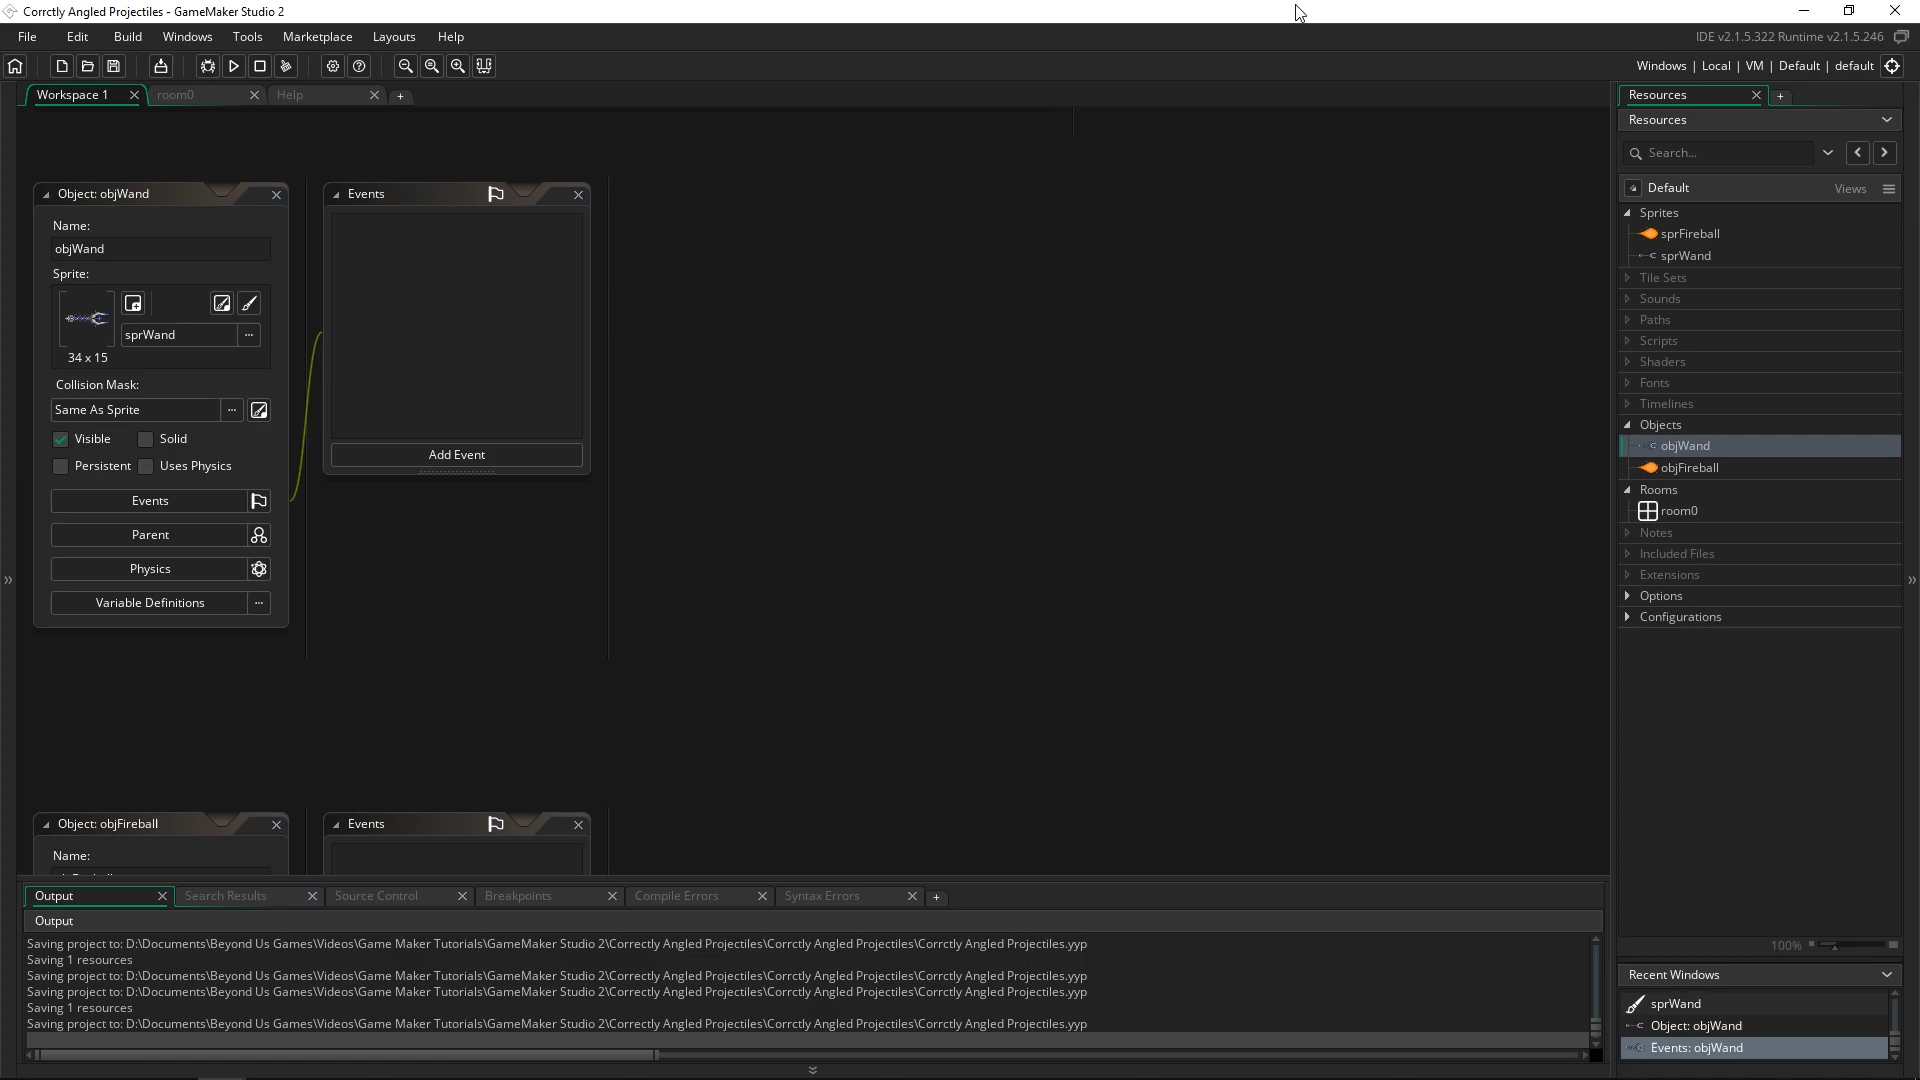 Corrctly Angled Projectiles - GameMaker Studio 2
File Edit Build Windows Tools Marketplace Layouts Help
IDE v2.1.5.322 Runtime v2.1.5.246
Windows | Local | VM | Default | default
Workspace 1 room0 Help
Object: objWand
Name:
objWand
Sprite:
sprWand
34 x 15
Collision Mask:
Same As Sprite
Visible Solid
Persistent Uses Physics
Events
Parent
Physics
Variable Definitions
Events
Add Event
Object: objFireball
Name:
Events
Resources
Resources
Search...
Default Views
Sprites
sprFireball
sprWand
Tile Sets
Sounds
Paths
Scripts
Shaders
Fonts
Timelines
Objects
objWand
objFireball
Rooms
room0
Notes
Included Files
Extensions
Options
Configurations
100%
Recent Windows
sprWand
Object: objWand
Events: objWand
Output Search Results Source Control Breakpoints Compile Errors Syntax Errors
Output
Saving project to: D:\Documents\Beyond Us Games\Videos\Game Maker Tutorials\GameMaker Studio 2\Correctly Angled Projectiles\Corrctly Angled Projectiles\Corrctly Angled Projectiles.yyp
Saving 1 resources
Saving project to: D:\Documents\Beyond Us Games\Videos\Game Maker Tutorials\GameMaker Studio 2\Correctly Angled Projectiles\Corrctly Angled Projectiles\Corrctly Angled Projectiles.yyp
Saving project to: D:\Documents\Beyond Us Games\Videos\Game Maker Tutorials\GameMaker Studio 2\Correctly Angled Projectiles\Corrctly Angled Projectiles\Corrctly Angled Projectiles.yyp
Saving 1 resources
Saving project to: D:\Documents\Beyond Us Games\Videos\Game Maker Tutorials\GameMaker Studio 2\Correctly Angled Projectiles\Corrctly Angled Projectiles\Corrctly Angled Projectiles.yyp